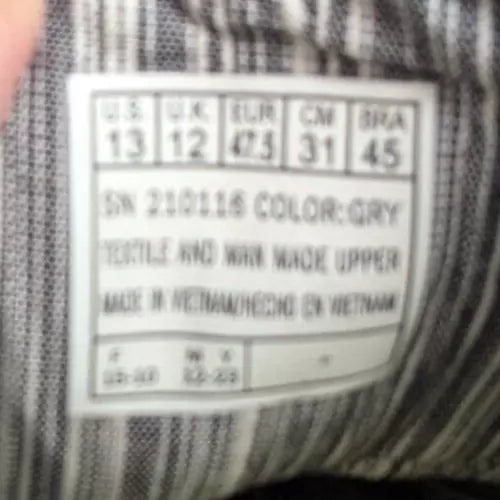 U.S. U.K. EUR CM BRA
13 12 47.5 31 45
SN 210116 COLOR:GRY
TEXTILE AND MAN MADE UPPER
MADE IN VIETNAM/HECHO EN VIETNAM